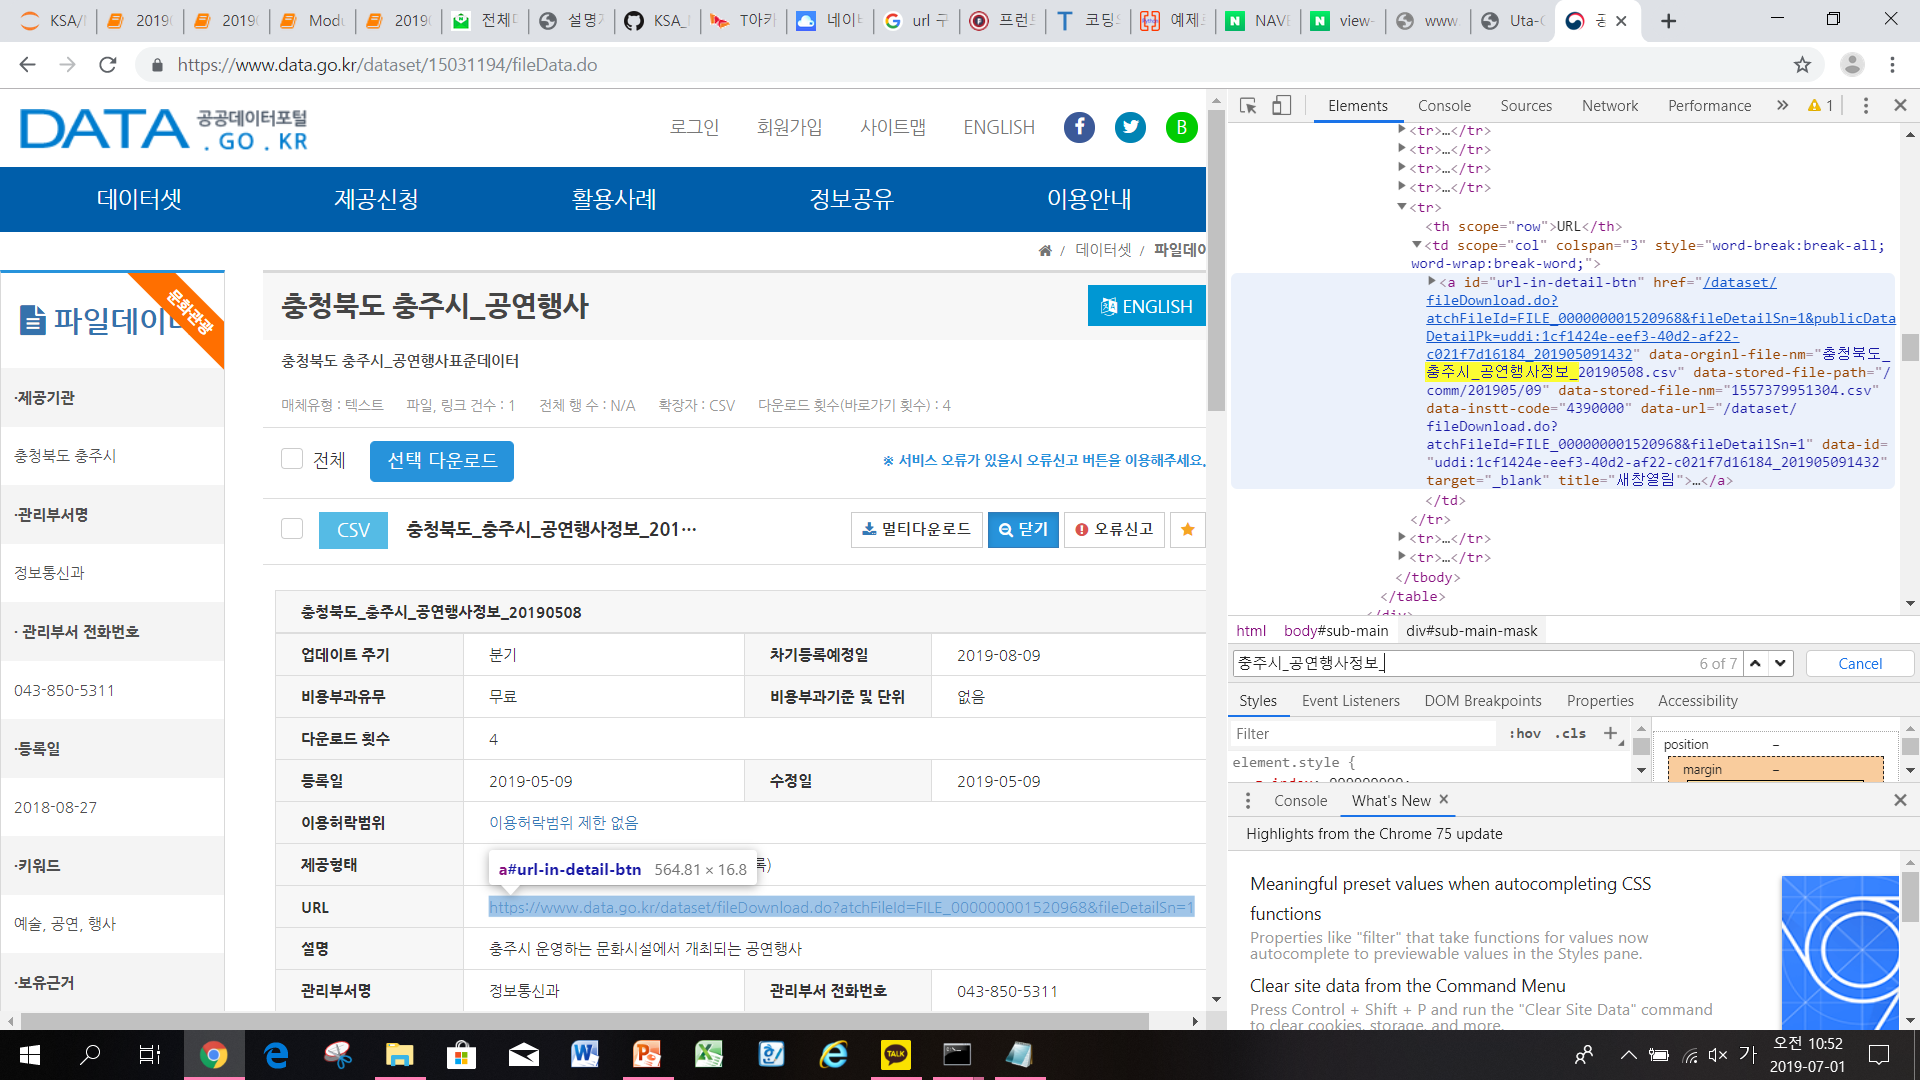 KSA/
2019
2019
Modu
2019
전체메
설명
KSA_
T아카
네이버
url 구
프런트
코딩의
예제
NAVE
view-
www.
Uta-
공
https://www.data.go.kr/dataset/15031194/fileData.do
DATA 공공데이터포털
. GO . KR
로그인 회원가입 사이트맵 ENGLISH f B
데이터셋 제공신청 활용사례 정보공유 이용안내
/ 데이터셋 / 파일데이
파일데이터
문화관광
·제공기관
충청북도 충주시
·관리부서명
정보통신과
· 관리부서 전화번호
043-850-5311
·등록일
2018-08-27
·키워드
예술, 공연, 행사
·보유근거
충청북도 충주시_공연행사
ENGLISH
충청북도 충주시_공연행사표준데이터
매체유형 : 텍스트 파일, 링크 건수 : 1 전체 행 수 : N/A 확장자 : CSV 다운로드 횟수(바로가기 횟수) : 4
전체 선택 다운로드 ※ 서비스 오류가 있을시 오류신고 버튼을 이용해주세요.
CSV 충청북도_충주시_공연행사정보_201··· 멀티다운로드 닫기 오류신고
충청북도_충주시_공연행사정보_20190508
업데이트 주기 분기 차기등록예정일 2019-08-09
비용부과유무 무료 비용부과기준 및 단위 없음
다운로드 횟수 4
등록일 2019-05-09 수정일 2019-05-09
이용허락범위 이용허락범위 제한 없음
제공형태 록)
a#url-in-detail-btn 564.81 × 16.8
URL https://www.data.go.kr/dataset/fileDownload.do?atchFileId=FILE_000000001520968&fileDetailSn=1
설명 충주시 운영하는 문화시설에서 개최되는 공연행사
관리부서명 정보통신과 관리부서 전화번호 043-850-5311
Elements Console Sources Network Performance » 1
<tr>…</tr>
<tr>…</tr>
<tr>…</tr>
<tr>…</tr>
<tr>
<th scope="row">URL</th>
<td scope="col" colspan="3" style="word-break:break-all;
word-wrap:break-word;">
<a id="url-in-detail-btn" href="/dataset/
fileDownload.do?
atchFileId=FILE_000000001520968&fileDetailSn=1&publicData
DetailPk=uddi:1cf1424e-eef3-40d2-af22-
c021f7d16184_201905091432" data-orginl-file-nm="충청북도_
충주시_공연행사정보_20190508.csv" data-stored-file-path="/
comm/201905/09" data-stored-file-nm="1557379951304.csv"
data-instt-code="4390000" data-url="/dataset/
fileDownload.do?
atchFileId=FILE_000000001520968&fileDetailSn=1" data-id=
"uddi:1cf1424e-eef3-40d2-af22-c021f7d16184_201905091432"
target="_blank" title="새창열림">…</a>
</td>
</tr>
<tr>…</tr>
<tr>…</tr>
</tbody>
</table>
</div>
html body#sub-main div#sub-main-mask
충주시_공연행사정보_ 6 of 7 Cancel
Styles Event Listeners DOM Breakpoints Properties Accessibility
Filter :hov .cls +
element.style {
position –
margin –
Console What's New ×
Highlights from the Chrome 75 update
Meaningful preset values when autocompleting CSS
functions
Properties like "filter" that take functions for values now
autocomplete to previewable values in the Styles pane.
Clear site data from the Command Menu
Press Control + Shift + P and run the "Clear Site Data" command
to clear cookies, storage, and more.
TALK
가
오전 10:52
2019-07-01